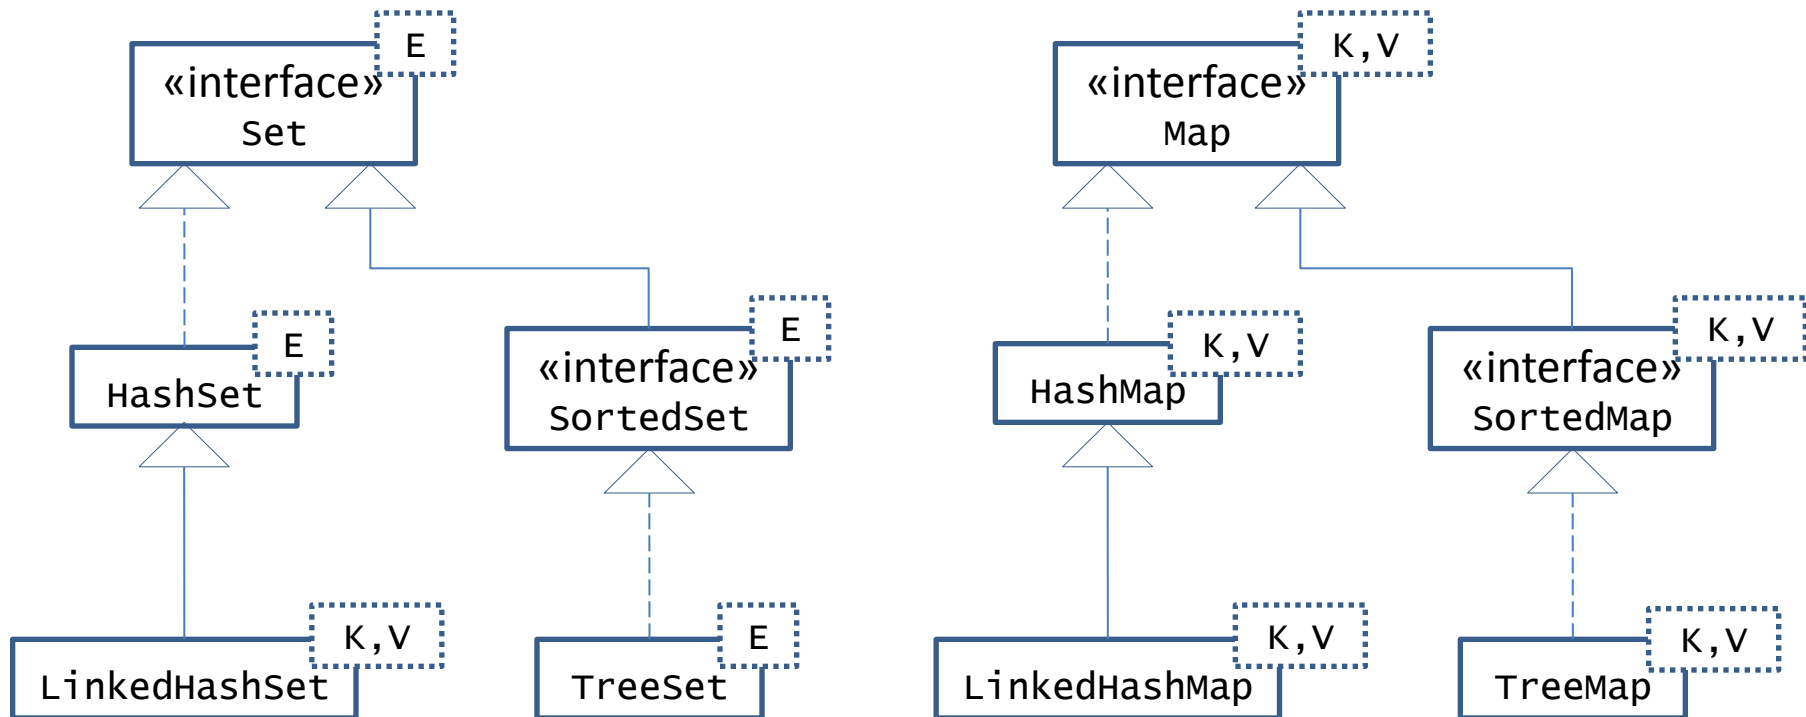 E
«interface»
Set
E
HashSet
E
«interface»
SortedSet
K,V
LinkedHashSet
E
TreeSet
K,V
«interface»
Map
K,V
HashMap
K,V
«interface»
SortedMap
K,V
LinkedHashMap
K,V
TreeMap